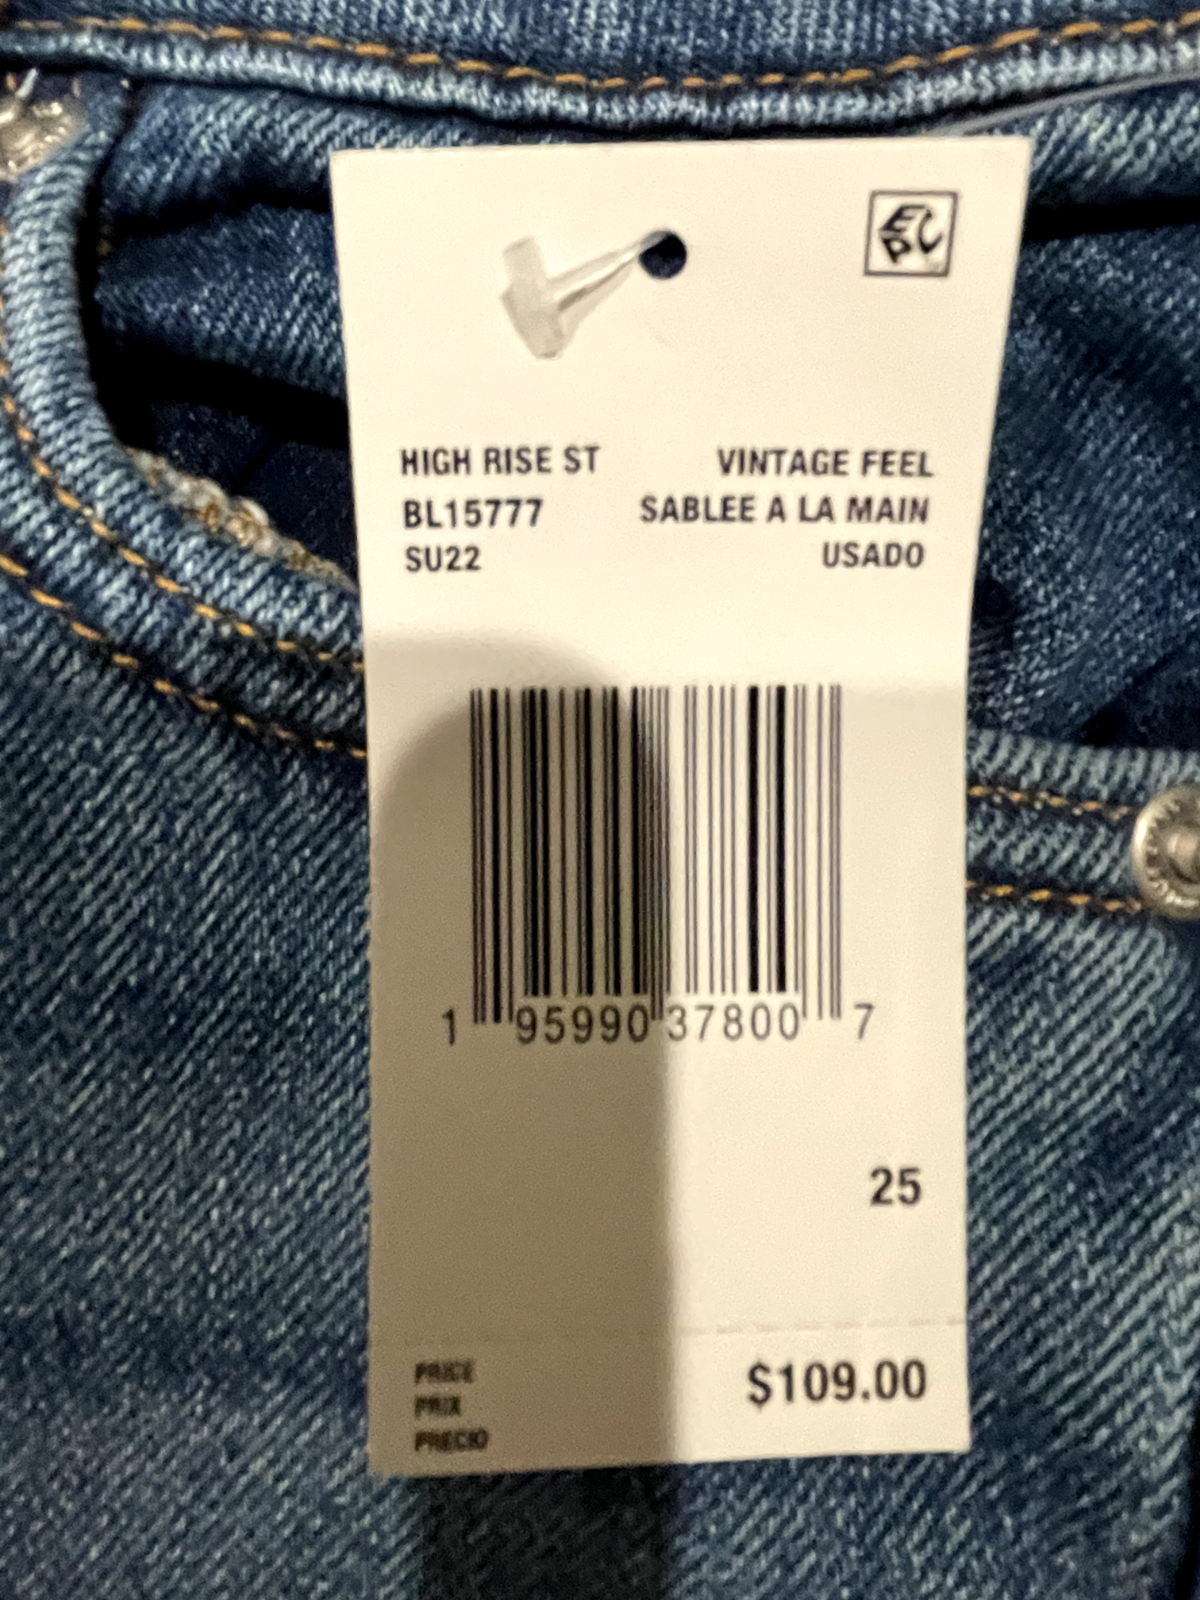 EPC
HIGH RISE ST VINTAGE FEEL
BL15777 SABLEE A LA MAIN
SU22 USADO
1 95990 37800 7
25
PRICE
PRIX
PRECIO
$109.00